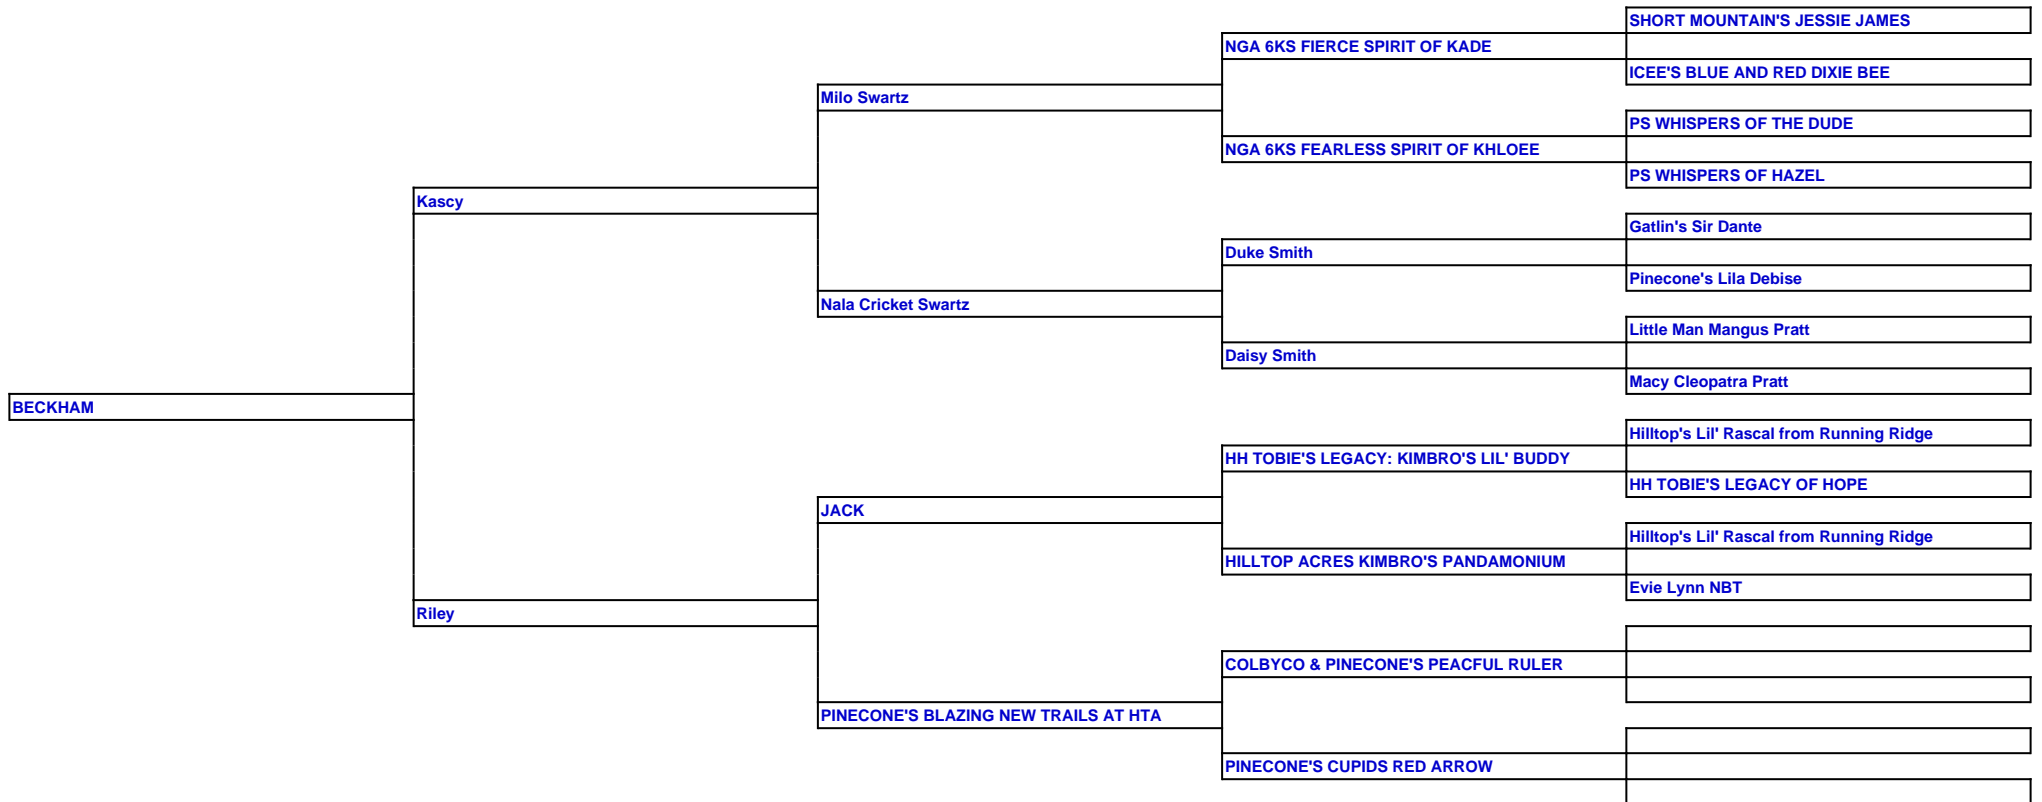 SHORT MOUNTAIN'S JESSIE JAMES
NGA 6KS FIERCE SPIRIT OF KADE
ICEE'S BLUE AND RED DIXIE BEE
Milo Swartz
PS WHISPERS OF THE DUDE
NGA 6KS FEARLESS SPIRIT OF KHLOEE
PS WHISPERS OF HAZEL
Kascy
Gatlin's Sir Dante
Duke Smith
Pinecone's Lila Debise
Nala Cricket Swartz
Little Man Mangus Pratt
Daisy Smith
Macy Cleopatra Pratt
BECKHAM
Hilltop's Lil' Rascal from Running Ridge
HH TOBIE'S LEGACY: KIMBRO'S LIL' BUDDY
HH TOBIE'S LEGACY OF HOPE
JACK
Hilltop's Lil' Rascal from Running Ridge
HILLTOP ACRES KIMBRO'S PANDAMONIUM
Evie Lynn NBT
Riley
COLBYCO & PINECONE'S PEACFUL RULER
PINECONE'S BLAZING NEW TRAILS AT HTA
PINECONE'S CUPIDS RED ARROW